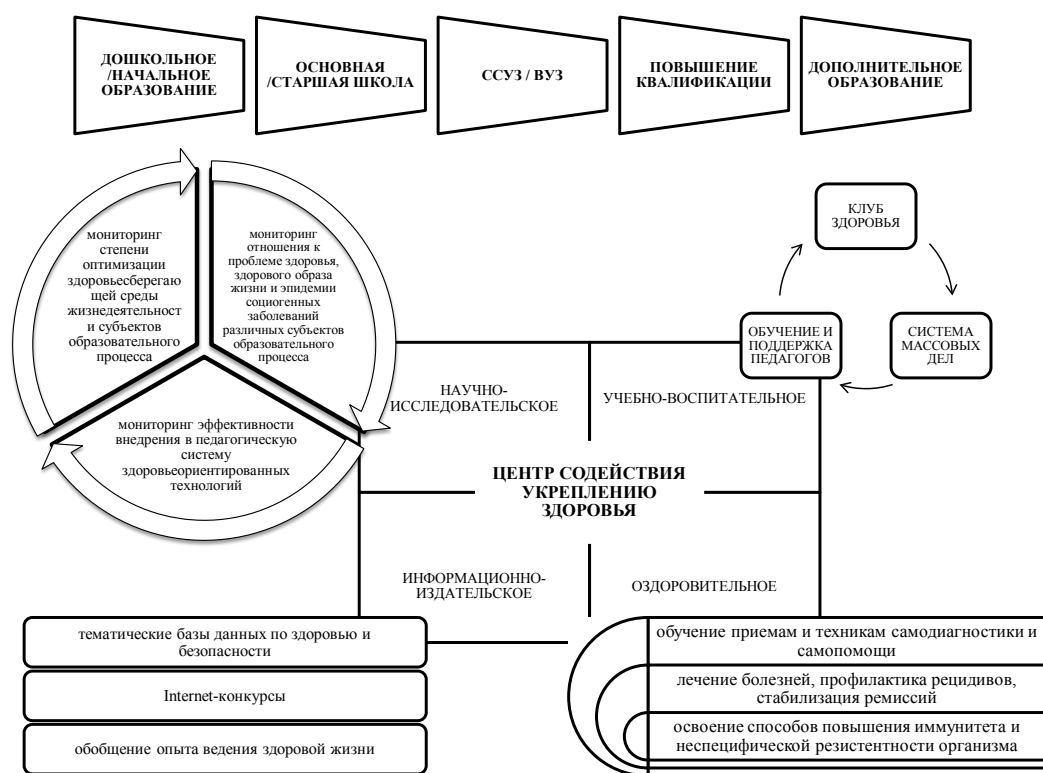 ДОШКОЛЬНОЕ
/НАЧАЛЬНОЕ
ОБРАЗОВАНИЕ
ОСНОВНАЯ
/СТАРШАЯ ШКОЛА
ССУЗ / ВУЗ
ПОВЫШЕНИЕ
КВАЛИФИКАЦИИ
ДОПОЛНИТЕЛЬНОЕ
ОБРАЗОВАНИЕ
мониторинг
степени
оптимизации
здоровьесберегаю
щей среды
жизнедеятельност
и субъектов
образовательного
процесса
мониторинг
отношения к
проблеме здоровья,
здорового образа
жизни и эпидемии
социогенных
заболеваний
различных субъектов
образовательного
процесса
мониторинг эффективности
внедрения в педагогическую
систему
здоровьеориентированных
технологий
КЛУБ
ЗДОРОВЬЯ
ОБУЧЕНИЕ И
ПОДДЕРЖКА
ПЕДАГОГОВ
СИСТЕМА
МАССОВЫХ
ДЕЛ
НАУЧНО-
ИССЛЕДОВАТЕЛЬСКОЕ
УЧЕБНО-ВОСПИТАТЕЛЬНОЕ
ЦЕНТР СОДЕЙСТВИЯ
УКРЕПЛЕНИЮ
ЗДОРОВЬЯ
ИНФОРМАЦИОННО-
ИЗДАТЕЛЬСКОЕ
ОЗДОРОВИТЕЛЬНОЕ
тематические базы данных по здоровью и
безопасности
Internet-конкурсы
обобщение опыта ведения здоровой жизни
обучение приемам и техникам самодиагностики и
самопомощи
лечение болезней, профилактика рецидивов,
стабилизация ремиссий
освоение способов повышения иммунитета и
неспецифической резистентности организма